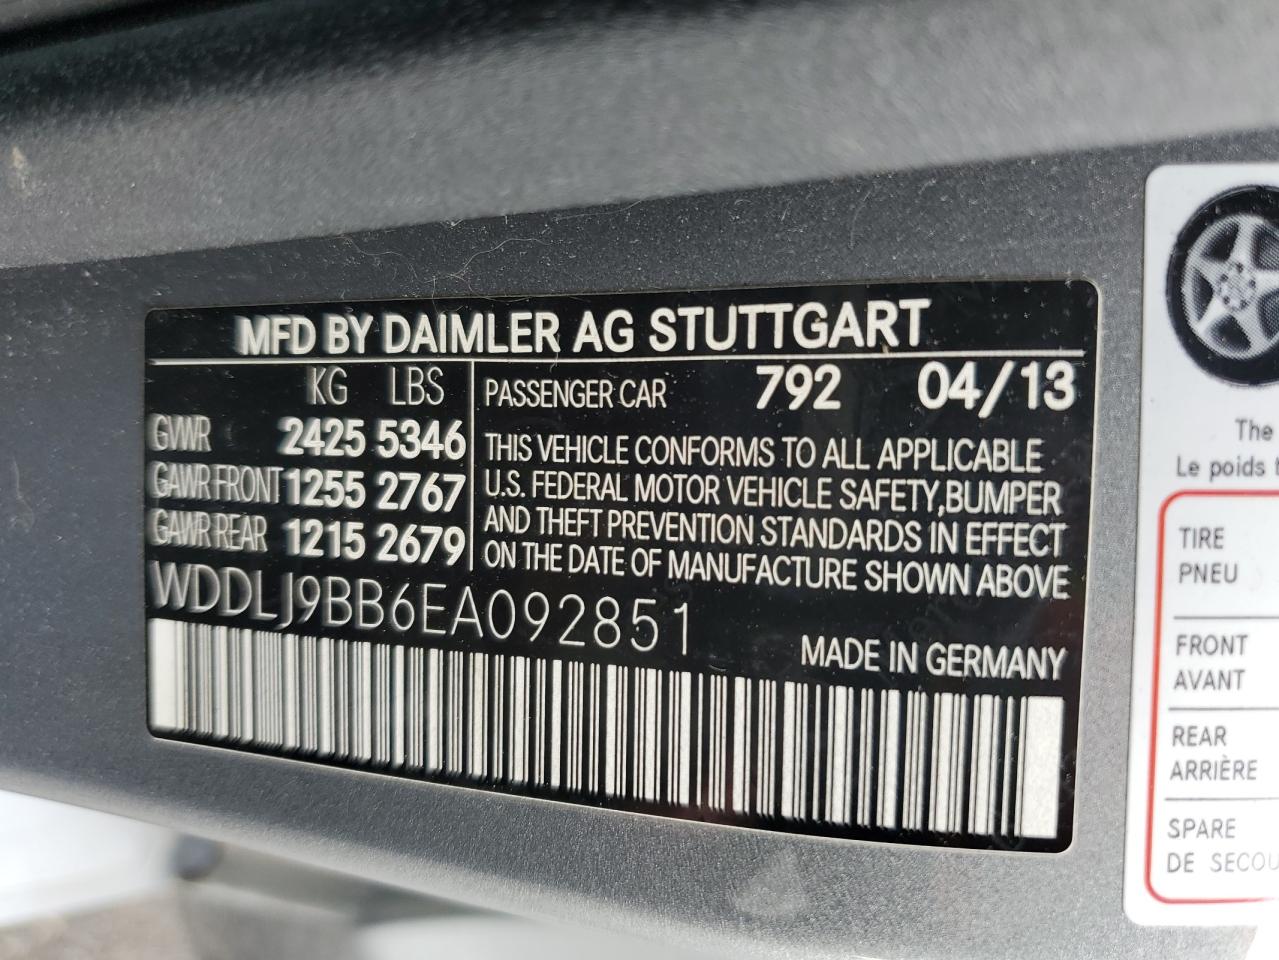 MFD BY DAIMLER AG STUTTGART
KG LBS
GVWR 2425 5346
GAWR FRONT 1255 2767
GAWR REAR 1215 2679
PASSENGER CAR 792 04/13
THIS VEHICLE CONFORMS TO ALL APPLICABLE
U.S. FEDERAL MOTOR VEHICLE SAFETY,BUMPER
AND THEFT PREVENTION STANDARDS IN EFFECT
ON THE DATE OF MANUFACTURE SHOWN ABOVE
WDDLJ9BB6EA092851
MADE IN GERMANY
The
Le poids
TIRE
PNEU
FRONT
AVANT
REAR
ARRIÈRE
SPARE
DE SECOU